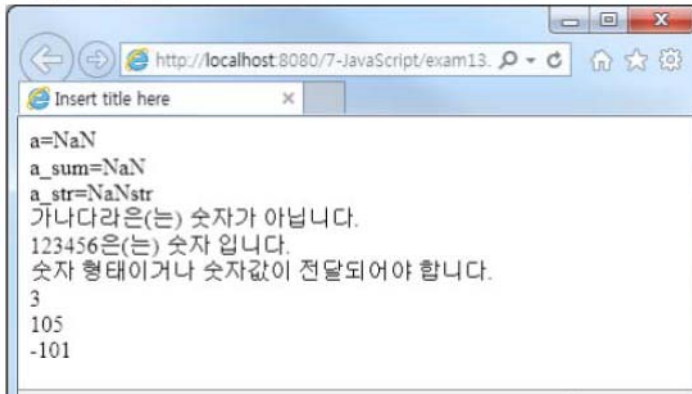 http://localhost:8080/7-JavaScript/exam13.
Insert title here
a=NaN
a_sum=NaN
a_str=NaNstr
가나다라은(는) 숫자가 아닙니다.
123456은(는) 숫자 입니다.
숫자 형태이거나 숫자값이 전달되어야 합니다.
3
105
-101